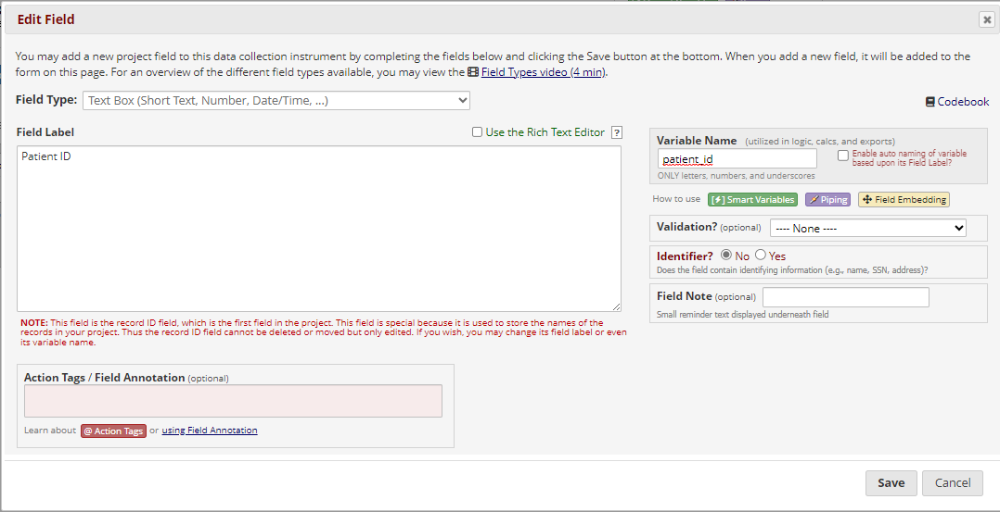 Edit Field
You may add a new project field to this data collection instrument by completing the fields below and clicking the Save button at the bottom. When you add a new field, it will be added to the
form on this page. For an overview of the different field types available, you may view the Field Types video (4 min).
Field Type: Text Box (Short Text, Number, Date/Time, ...)
Codebook
Field Label
Use the Rich Text Editor ?
Patient ID
NOTE: This field is the record ID field, which is the first field in the project. This field is special because it is used to store the names of the
records in your project. Thus the record ID field cannot be deleted or moved but only edited. If you wish, you may change its field label or even
its variable name.
Action Tags / Field Annotation (optional)
Learn about @ Action Tags or using Field Annotation
Variable Name (utilized in logic, calcs, and exports)
patient_id
Enable auto naming of variable
based upon its Field Label?
ONLY letters, numbers, and underscores
How to use [⚡] Smart Variables Piping Field Embedding
Validation? (optional) ---- None ----
Identifier? No Yes
Does the field contain identifying information (e.g., name, SSN, address)?
Field Note (optional)
Small reminder text displayed underneath field
Save Cancel